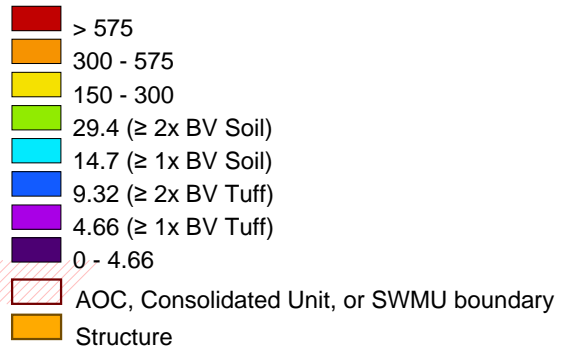 > 575
300 - 575
150 - 300
29.4 (≥ 2x BV Soil)
14.7 (≥ 1x BV Soil)
9.32 (≥ 2x BV Tuff)
4.66 (≥ 1x BV Tuff)
0 - 4.66
AOC, Consolidated Unit, or SWMU boundary
Structure